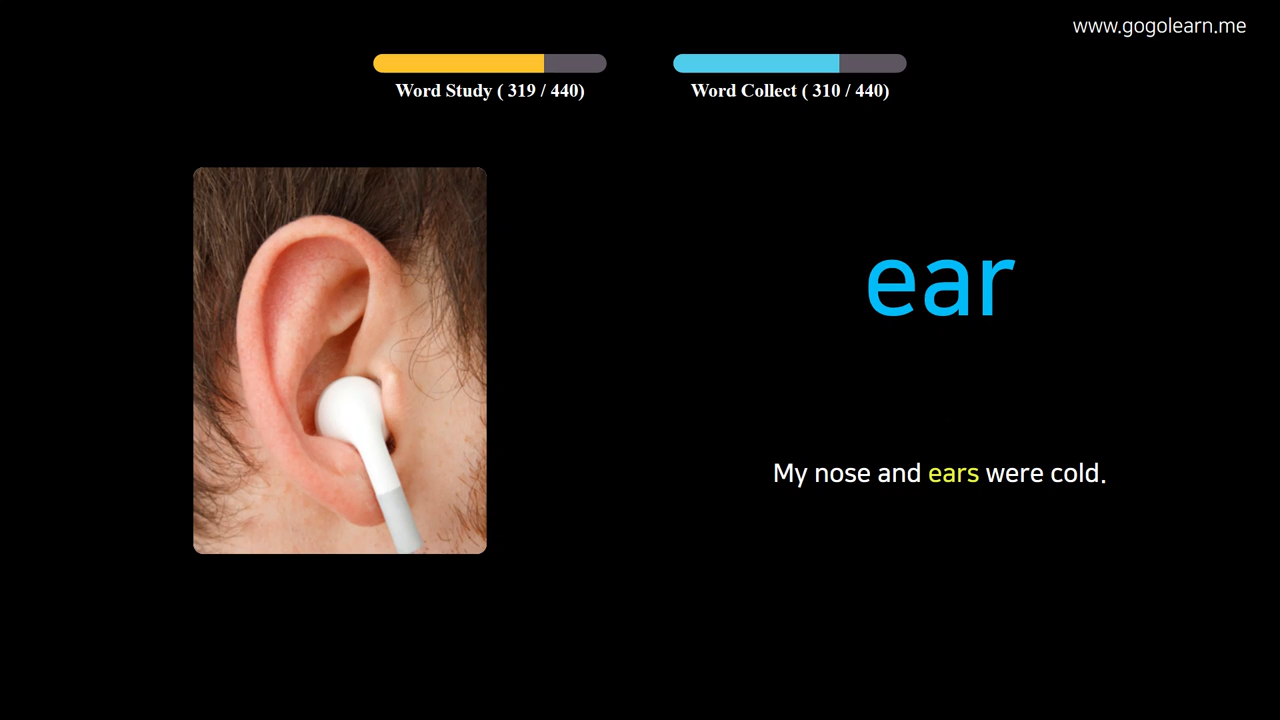 www.gogolearn.me
Word Study ( 319 / 440)
Word Collect ( 310 / 440)
ear
My nose and ears were cold.